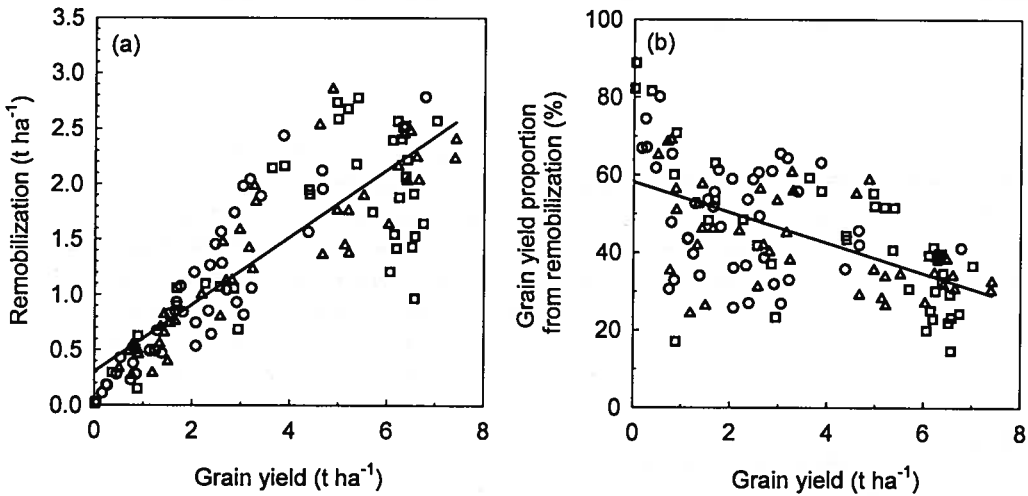 (a)
Remobilization (t ha⁻¹)
3.5
3.0
2.5
2.0
1.5
1.0
0.5
0.0
0 2 4 6 8
Grain yield (t ha⁻¹)
(b)
Grain yield proportion
from remobilization (%)
100
80
60
40
20
0
0 2 4 6 8
Grain yield (t ha⁻¹)